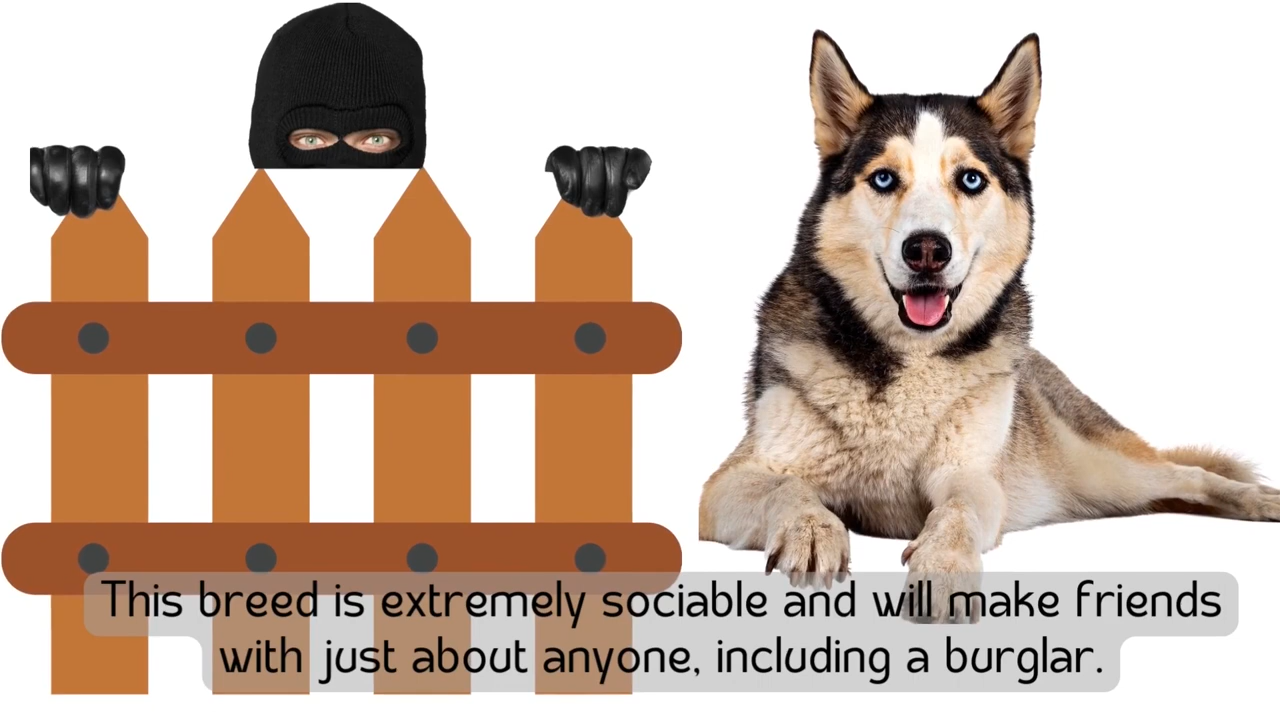 This breed is extremely sociable and will make friends
with just about anyone, including a burglar.